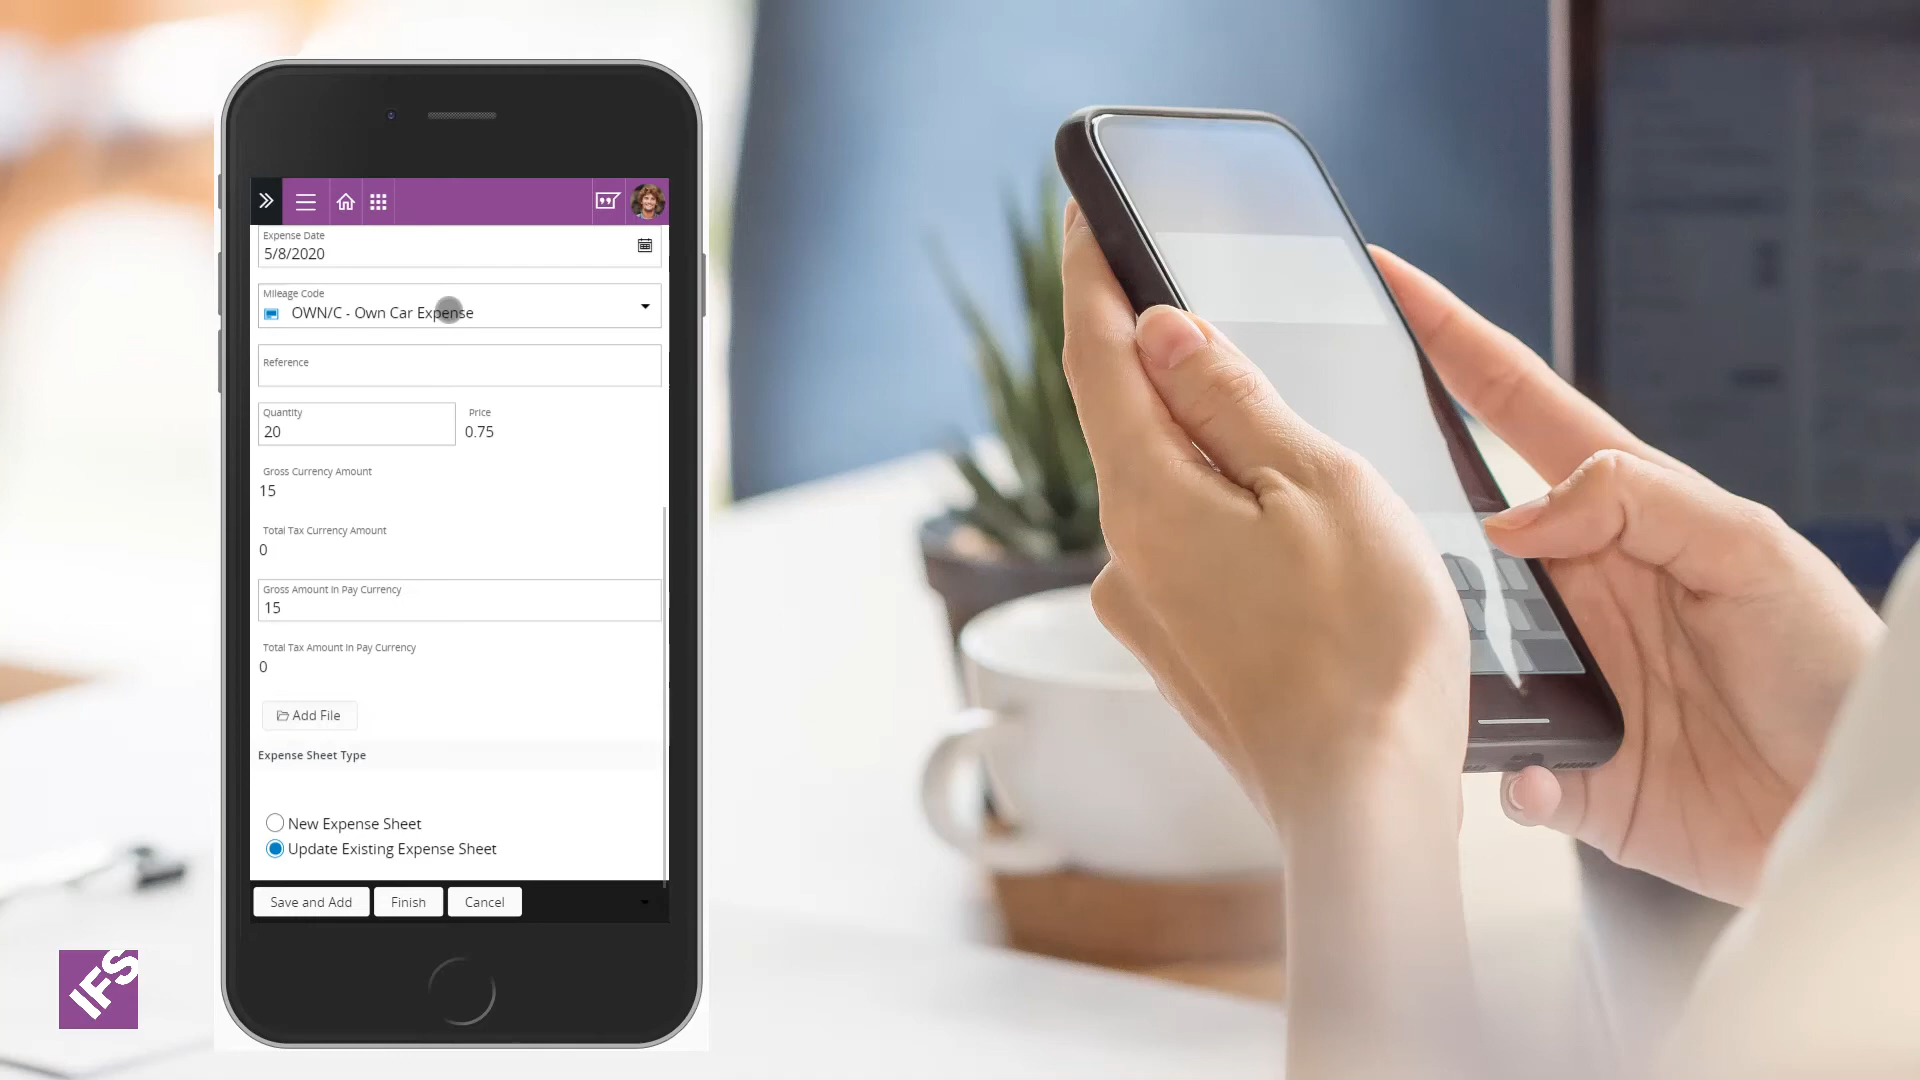 Expense Date
5/8/2020
Mileage Code
OWN/C - Own Car Expense
Reference
Quantity
20
Price
0.75
Gross Currency Amount
15
Total Tax Currency Amount
0
Gross Amount In Pay Currency
15
Total Tax Amount In Pay Currency
0
Add File
Expense Sheet Type
New Expense Sheet
Update Existing Expense Sheet
Save and Add
Finish
Cancel
IFS